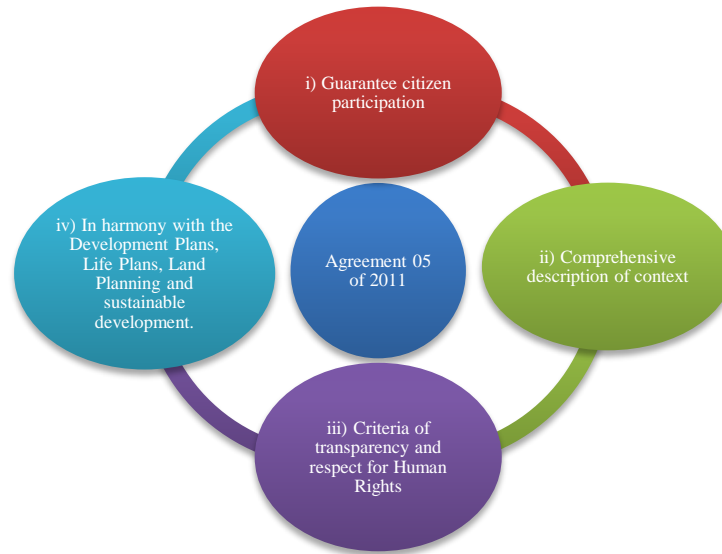 i) Guarantee citizen
participation
ii) Comprehensive
description of context
iii) Criteria of
transparency and
respect for Human
Rights
iv) In harmony with the
Development Plans,
Life Plans, Land
Planning and
sustainable
development.
Agreement 05
of 2011